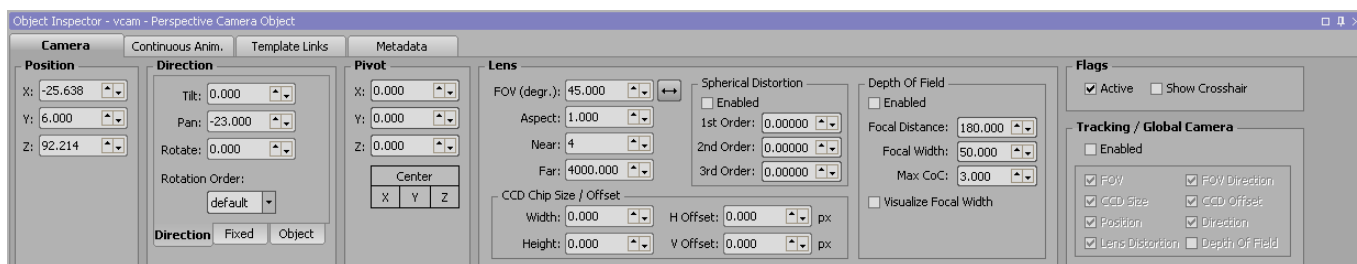 Object Inspector - vcam - Perspective Camera Object
Camera
Continuous Anim.
Template Links
Metadata
Position
X: -25.638
Y: 6.000
Z: 92.214
Direction
Tilt: 0.000
Pan: -23.000
Rotate: 0.000
Rotation Order:
default
Direction Fixed Object
Pivot
X: 0.000
Y: 0.000
Z: 0.000
Center
X Y Z
Lens
FOV (degr.): 45.000
Aspect: 1.000
Near: 4
Far: 4000.000
Spherical Distortion
Enabled
1st Order: 0.00000
2nd Order: 0.00000
3rd Order: 0.00000
CCD Chip Size / Offset
Width: 0.000 H Offset: 0.000 px
Height: 0.000 V Offset: 0.000 px
Depth Of Field
Enabled
Focal Distance: 180.000
Focal Width: 50.000
Max CoC: 3.000
Visualize Focal Width
Flags
Active Show Crosshair
Tracking / Global Camera
Enabled
FOV FOV Direction
CCD Size CCD Offset
Position Direction
Lens Distortion Depth Of Field